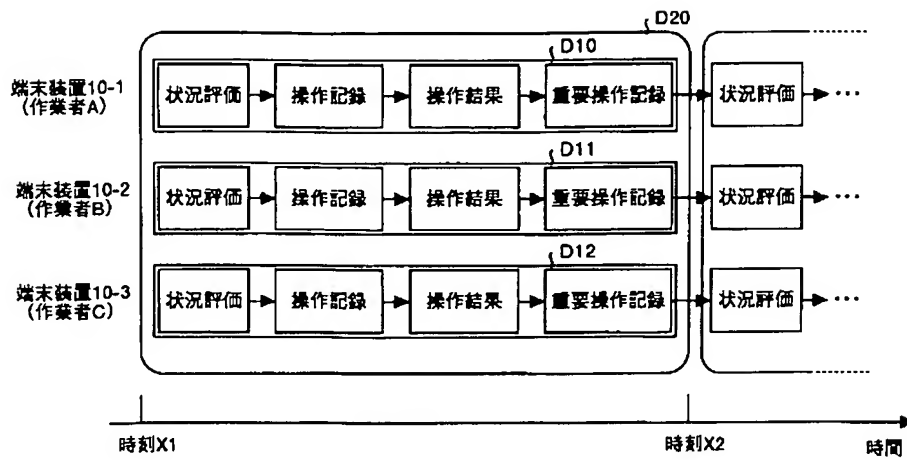 D20
D10
端末装置10-1
(作業者A)
状況評価 操作記録 操作結果 重要操作記録 状況評価 …
D11
端末装置10-2
(作業者B)
状況評価 操作記録 操作結果 重要操作記録 状況評価 …
D12
端末装置10-3
(作業者C)
状況評価 操作記録 操作結果 重要操作記録 状況評価 …
時刻X1 時刻X2 時間